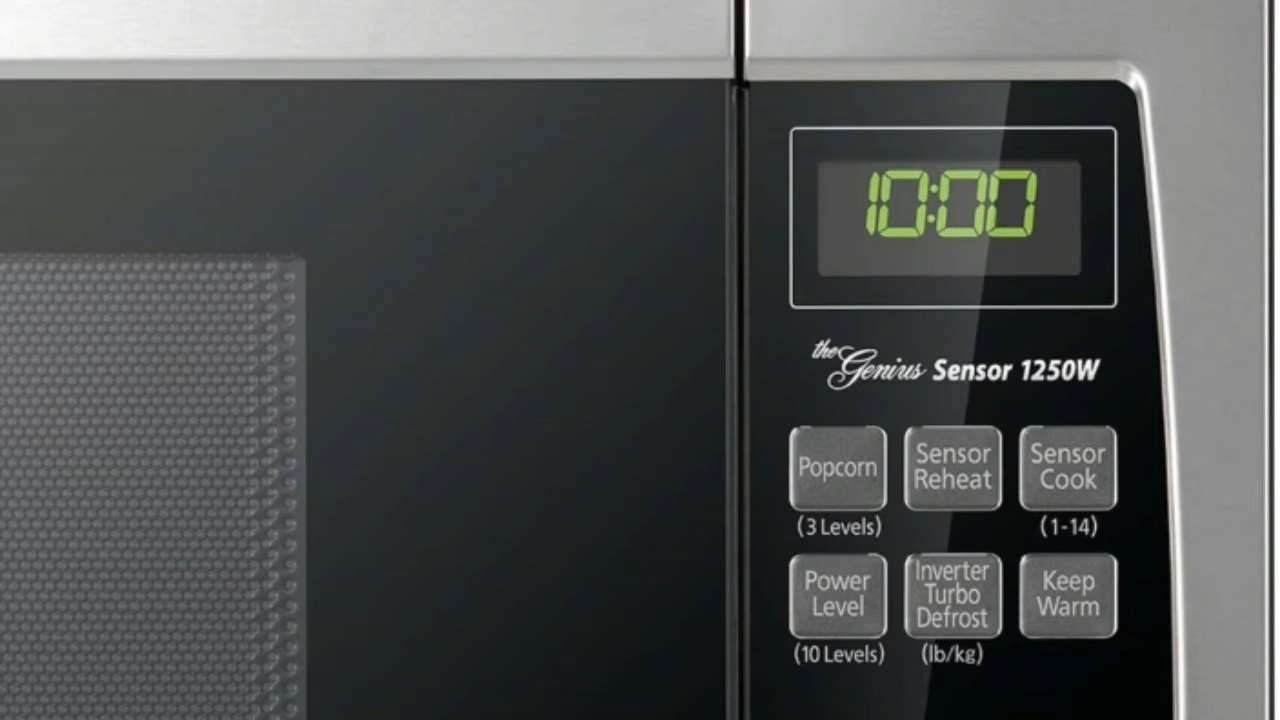 10:00
the Genius Sensor 1250W
Popcorn
Sensor
Reheat
Sensor
Cook
(3 Levels)
(1-14)
Power
Level
Inverter
Turbo
Defrost
Keep
Warm
(10 Levels)
(lb/kg)